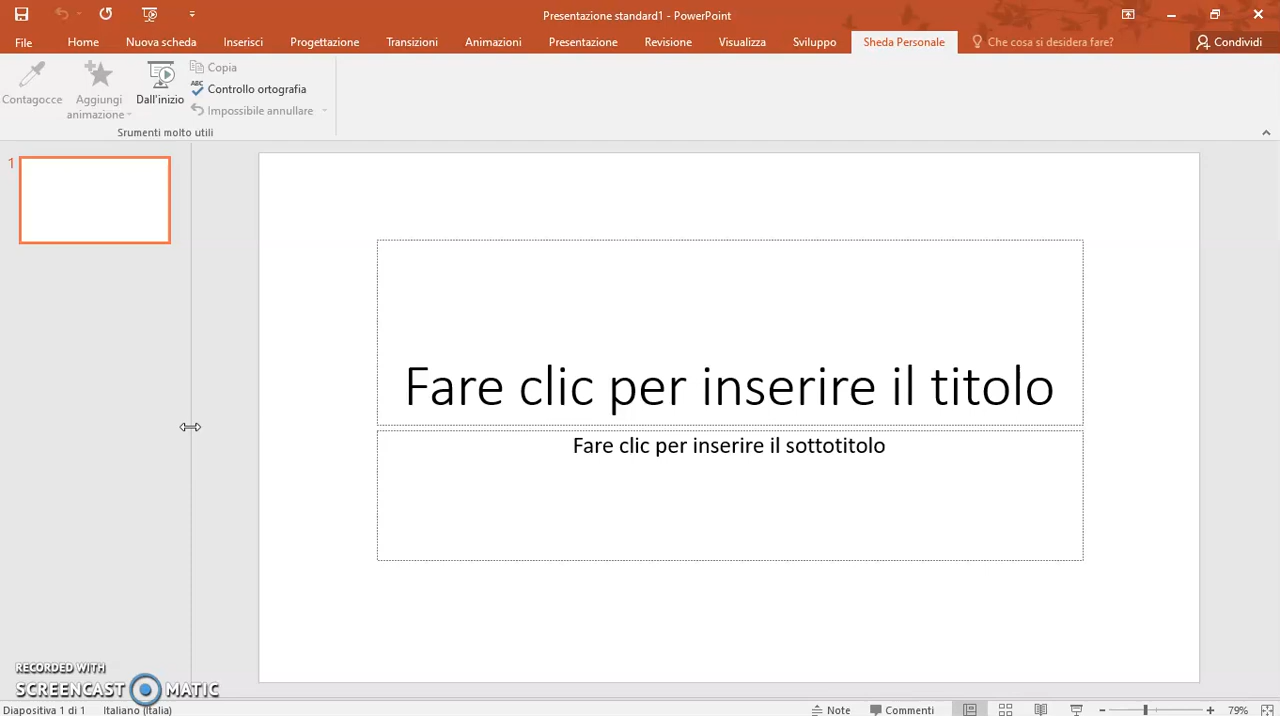 Presentazione standard1 - PowerPoint
File Home Nuova scheda Inserisci Progettazione Transizioni Animazioni Presentazione Revisione Visualizza Sviluppo Sheda Personale Che cosa si desidera fare? Condividi
Contagocce
Aggiungi
animazione
Dall'inizio
Copia
ABC
Controllo ortografia
Impossibile annullare
Srumenti molto utili
1
Fare clic per inserire il titolo
Fare clic per inserire il sottotitolo
RECORDED WITH
SCREENCAST MATIC
Diapositiva 1 di 1 Italiano (Italia) Note Commenti 79%